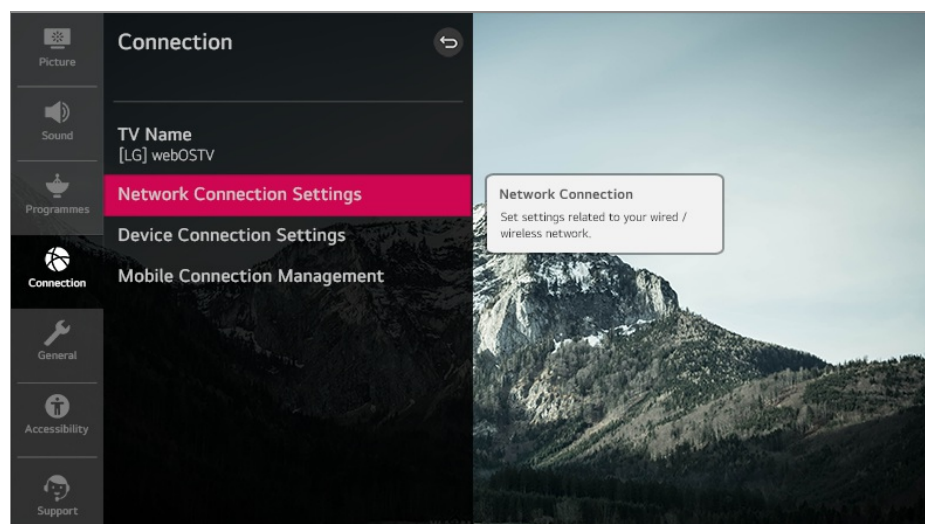 Picture
Sound
Programmes
Connection
General
Accessibility
Support
Connection
TV Name
[LG] webOSTV
Network Connection Settings
Device Connection Settings
Mobile Connection Management
Network Connection
Set settings related to your wired /
wireless network.